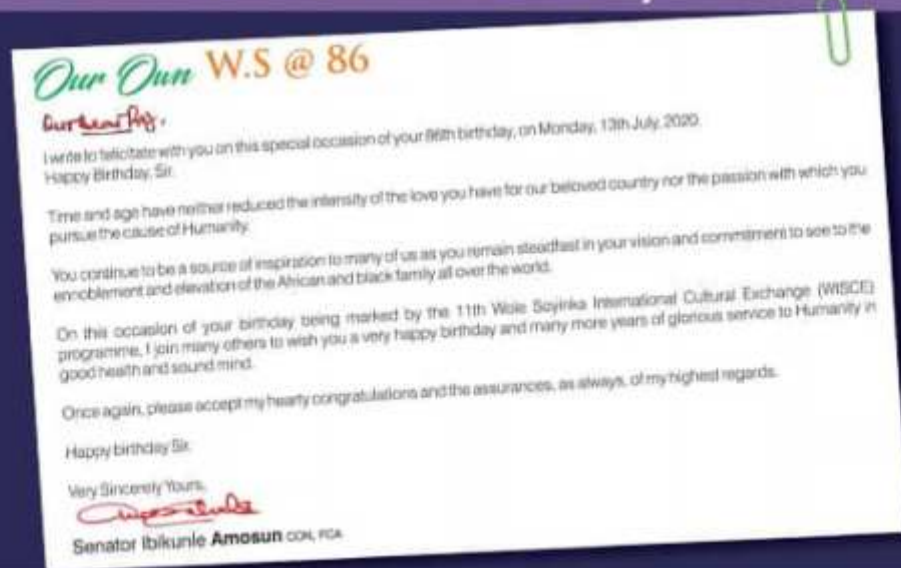 Our Own W.S @ 86
Our Dear Prof.
I write to felicitate with you on this special occasion of your 86th birthday, on Monday, 13th July, 2020.
Happy Birthday, Sir.
Time and age have neither reduced the intensity of the love you have for our beloved country nor the passion with which you
pursue the cause of Humanity.
You continue to be a source of inspiration to many of us as you remain steadfast in your vision and commitment to see to the
ennoblement and elevation of the African and black family all over the world.
On this occasion of your birthday being marked by the 11th Wole Soyinka International Cultural Exchange (WISCE)
programme, I join many others to wish you a very happy birthday and many more years of glorious service to Humanity in
good health and sound mind.
Once again, please accept my hearty congratulations and the assurances, as always, of my highest regards.
Happy birthday Sir.
Very Sincerely Yours,
Senator Ibikunle Amosun CON, FCA